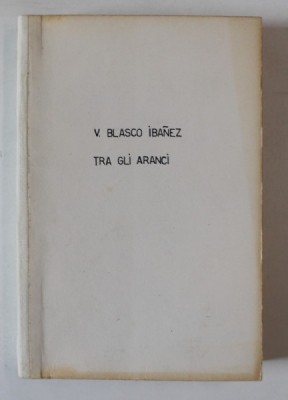 V. BLASCO IBAÑEZ
TRA GLI ARANCI